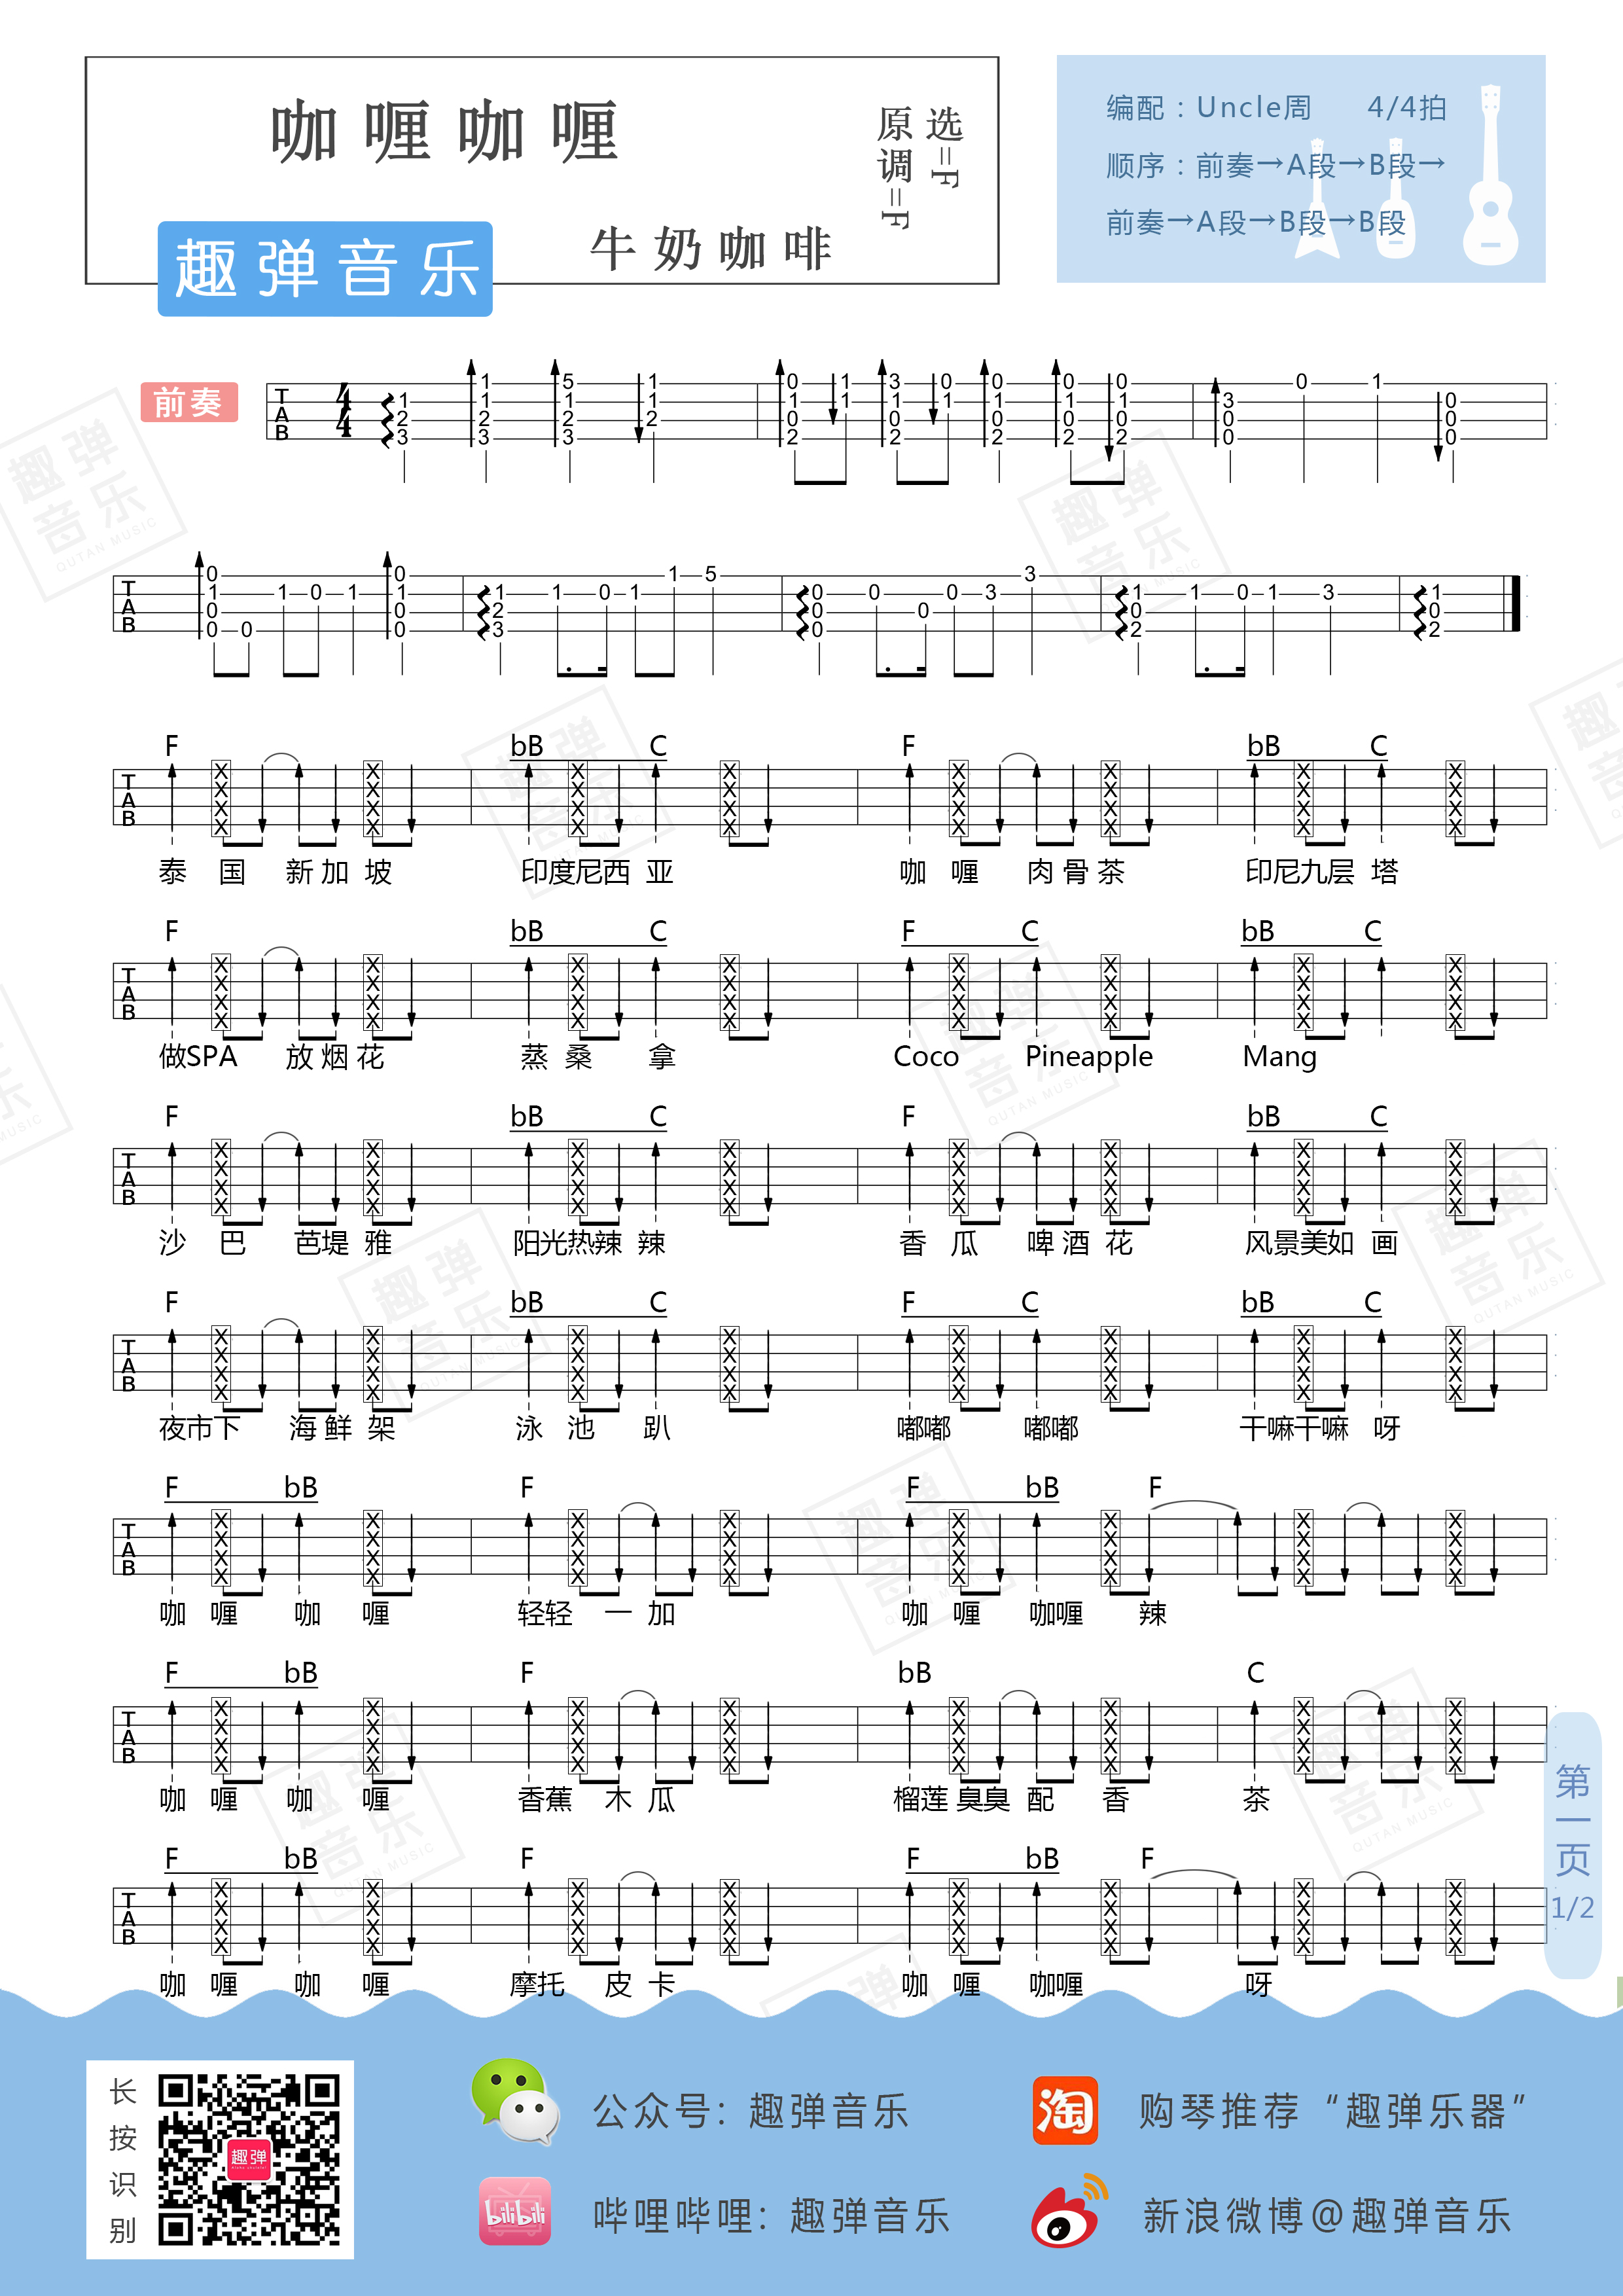 咖喱咖喱
原调=F
选=F
趣弹音乐
牛奶咖啡
编配：Uncle周 4/4拍
顺序：前奏→A段→B段→
前奏→A段→B段→B段
前奏
F bB C F bB C
泰 国 新 加 坡 印度尼西 亚 咖 喱 肉 骨 茶 印尼九层 塔
F bB C F C bB C
做SPA 放 烟 花 蒸 桑 拿 Coco Pineapple Mang
F bB C F bB C
沙 巴 芭堤 雅 阳光热辣 辣 香 瓜 啤 酒 花 风景美如 画
F bB C F C bB C
夜市下 海 鲜 架 泳 池 趴 嘟嘟 嘟嘟 干嘛干嘛 呀
F bB F F bB F
咖 喱 咖 喱 轻轻 一 加 咖 喱 咖喱 辣
F bB F bB C
咖 喱 咖 喱 香蕉 木 瓜 榴莲 臭臭 配 香 茶
F bB F F bB F
咖 喱 咖 喱 摩托 皮 卡 咖 喱 咖喱 呀
第一页
1/2
长按识别
趣弹
公众号：趣弹音乐
淘
购琴推荐“趣弹乐器”
bilibili
哔哩哔哩：趣弹音乐
新浪微博@趣弹音乐